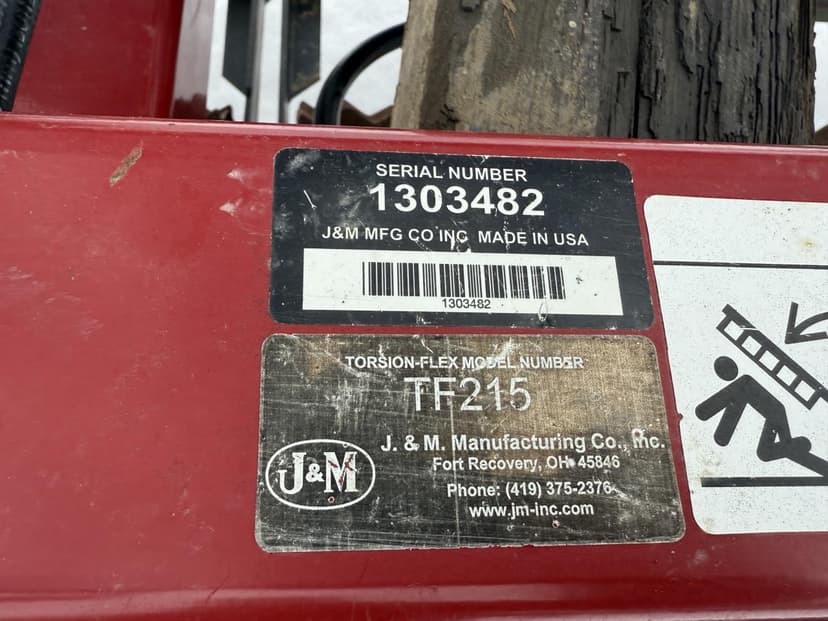 SERIAL NUMBER
1303482
J&M MFG CO INC MADE IN USA
1303482
TORSION-FLEX MODEL NUMBER
TF215
J. & M. Manufacturing Co., Inc.
Fort Recovery, OH 45846
J&M
Phone: (419) 375-2376
www.jm-inc.com